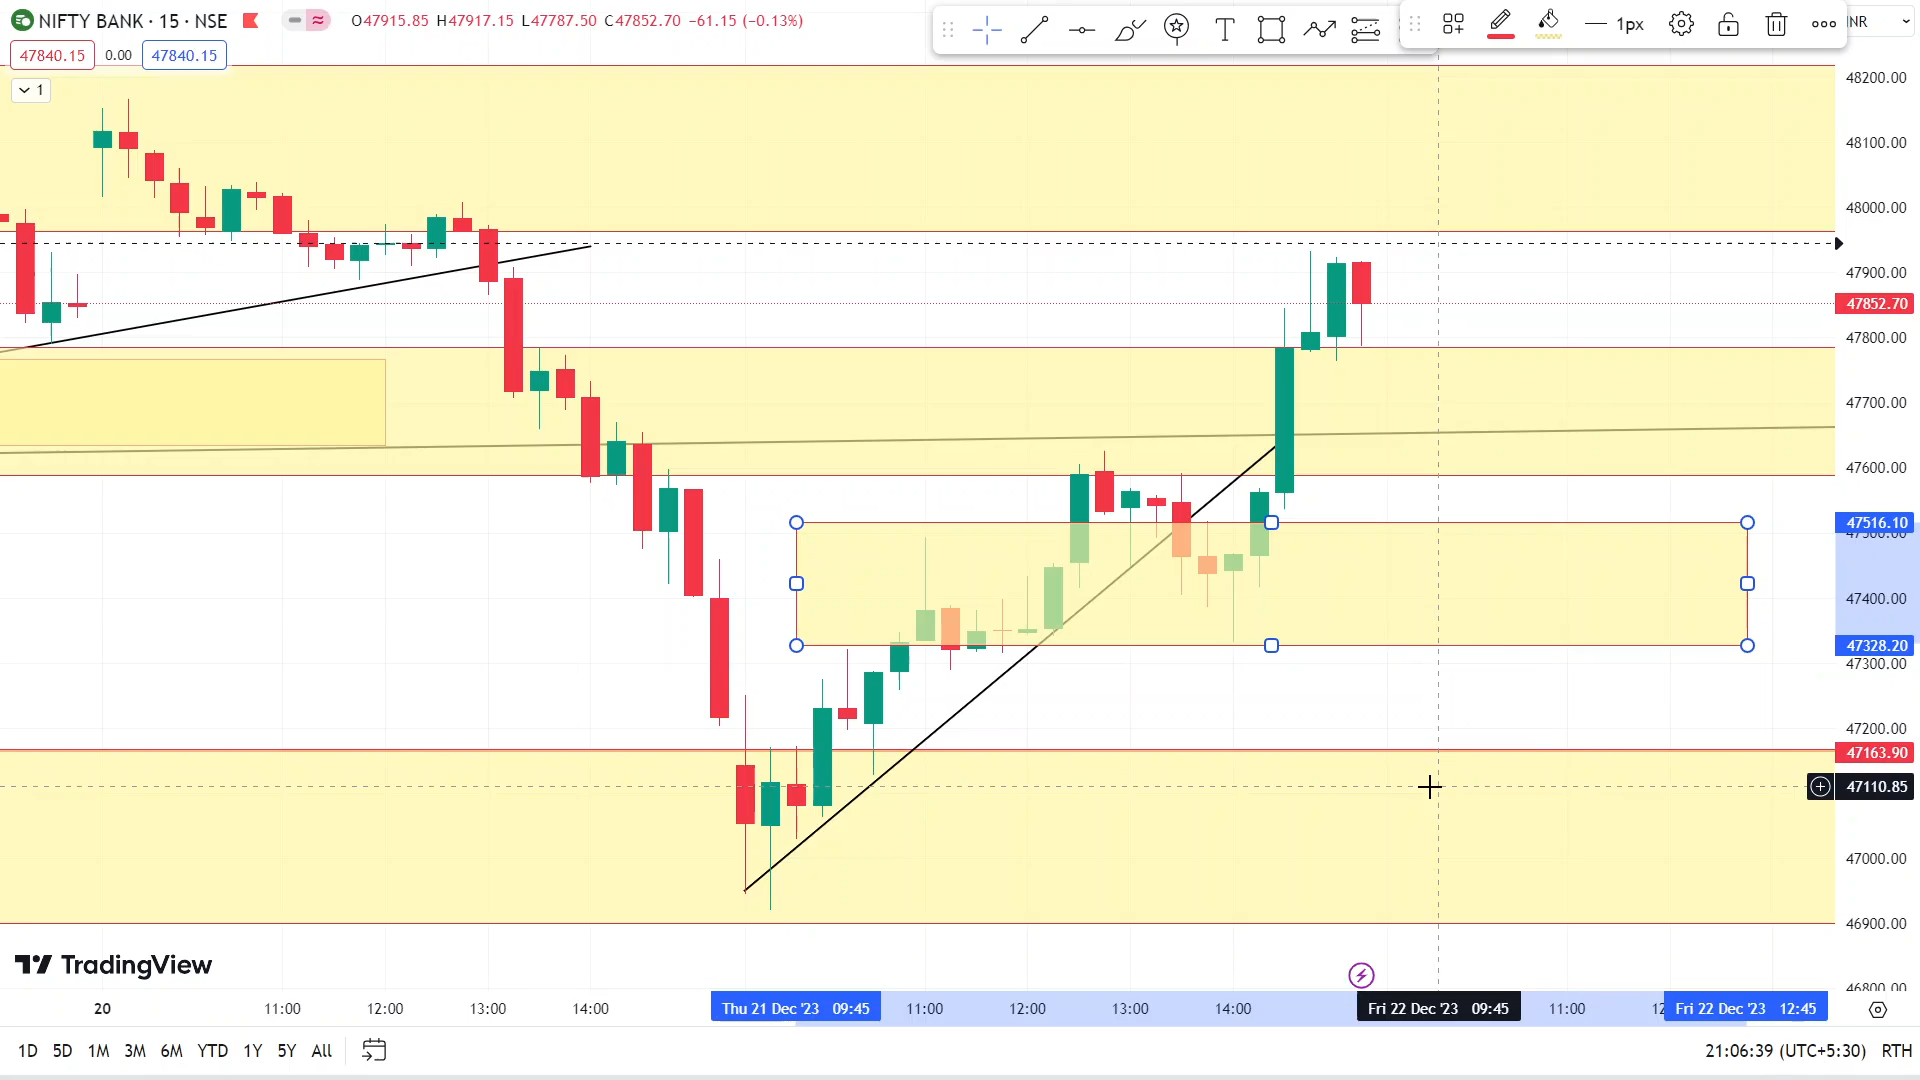 NIFTY BANK · 15 · NSE O47915.85 H47917.15 L47787.50 C47852.70 −61.15 (−0.13%)
1px
INR
47840.15 0.00 47840.15
1
48200.00
48100.00
48000.00
47900.00
47852.70
47800.00
47700.00
47600.00
47516.10
47500.00
47400.00
47328.20
47300.00
47200.00
47163.90
47110.85
47000.00
46900.00
46800.00
TradingView
20 11:00 12:00 13:00 14:00 Thu 21 Dec '23 09:45 11:00 12:00 13:00 14:00 Fri 22 Dec '23 09:45 11:00 Fri 22 Dec '23 12:45
1D 5D 1M 3M 6M YTD 1Y 5Y All 21:06:39 (UTC+5:30) RTH